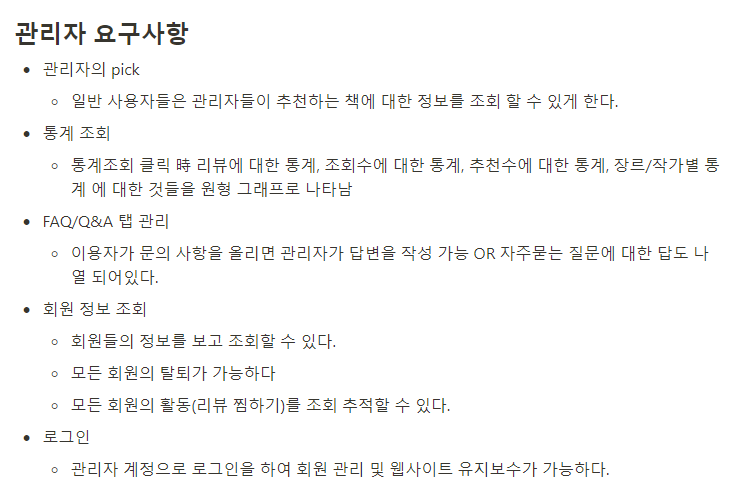 관리자 요구사항
관리자의 pick
일반 사용자들은 관리자들이 추천하는 책에 대한 정보를 조회 할 수 있게 한다.
통계 조회
통계조회 클릭 時 리뷰에 대한 통계, 조회수에 대한 통계, 추천수에 대한 통계, 장르/작가별 통
계 에 대한 것들을 원형 그래프로 나타남
FAQ/Q&A 탭 관리
이용자가 문의 사항을 올리면 관리자가 답변을 작성 가능 OR 자주묻는 질문에 대한 답도 나
열 되어있다.
회원 정보 조회
회원들의 정보를 보고 조회할 수 있다.
모든 회원의 탈퇴가 가능하다
모든 회원의 활동(리뷰 찜하기)를 조회 추적할 수 있다.
로그인
관리자 계정으로 로그인을 하여 회원 관리 및 웹사이트 유지보수가 가능하다.